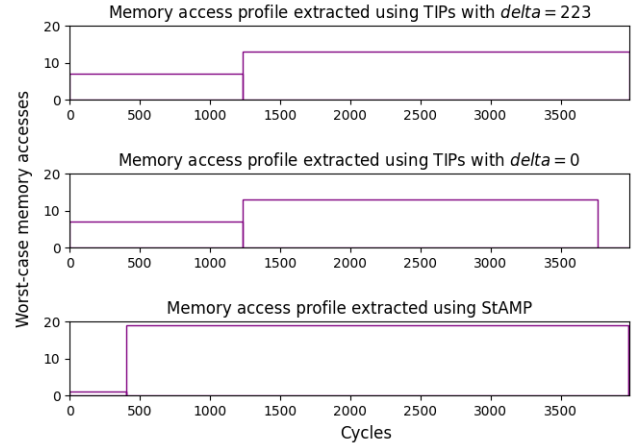 Memory access profile extracted using TIPs with delta = 223
20
10
0
0 500 1000 1500 2000 2500 3000 3500
Memory access profile extracted using TIPs with delta = 0
20
10
0
0 500 1000 1500 2000 2500 3000 3500
Memory access profile extracted using StAMP
20
10
0
0 500 1000 1500 2000 2500 3000 3500
Worst-case memory accesses
Cycles